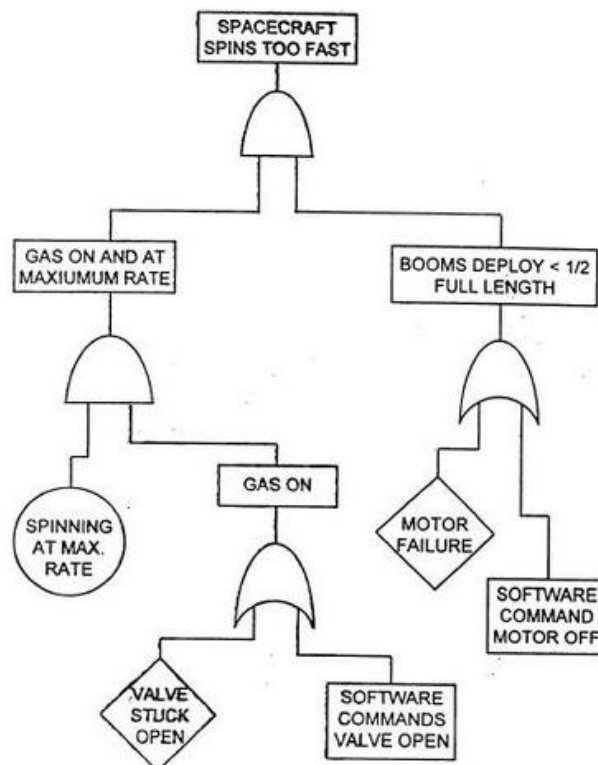 SPACECRAFT
SPINS TOO FAST
GAS ON AND AT
MAXIUMUM RATE
BOOMS DEPLOY < 1/2
FULL LENGTH
GAS ON
SPINNING
AT MAX.
RATE
MOTOR
FAILURE
SOFTWARE
COMMAND
MOTOR OFF
VALVE
STUCK
OPEN
SOFTWARE
COMMANDS
VALVE OPEN